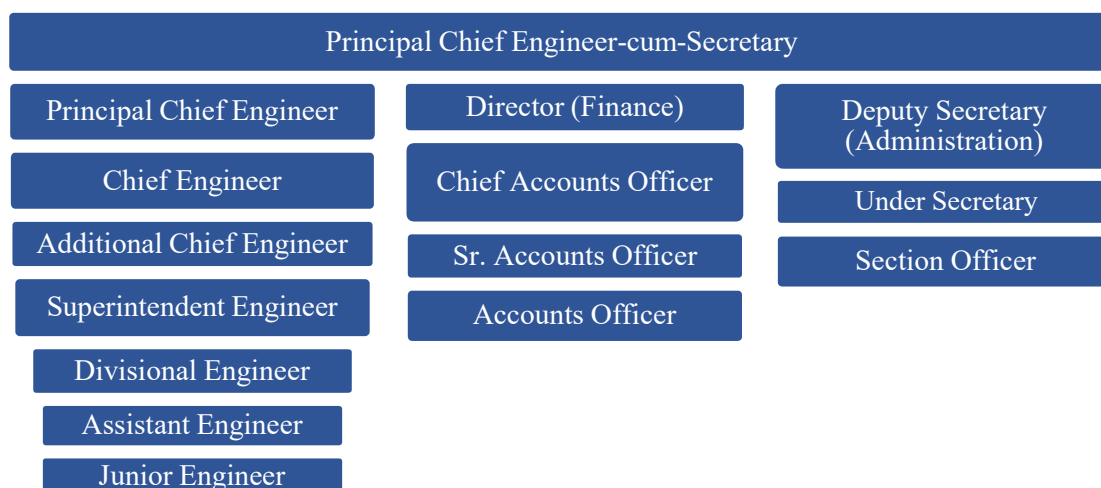 Principal Chief Engineer-cum-Secretary
Principal Chief Engineer
Chief Engineer
Additional Chief Engineer
Superintendent Engineer
Divisional Engineer
Assistant Engineer
Junior Engineer
Director (Finance)
Chief Accounts Officer
Sr. Accounts Officer
Accounts Officer
Deputy Secretary
(Administration)
Under Secretary
Section Officer